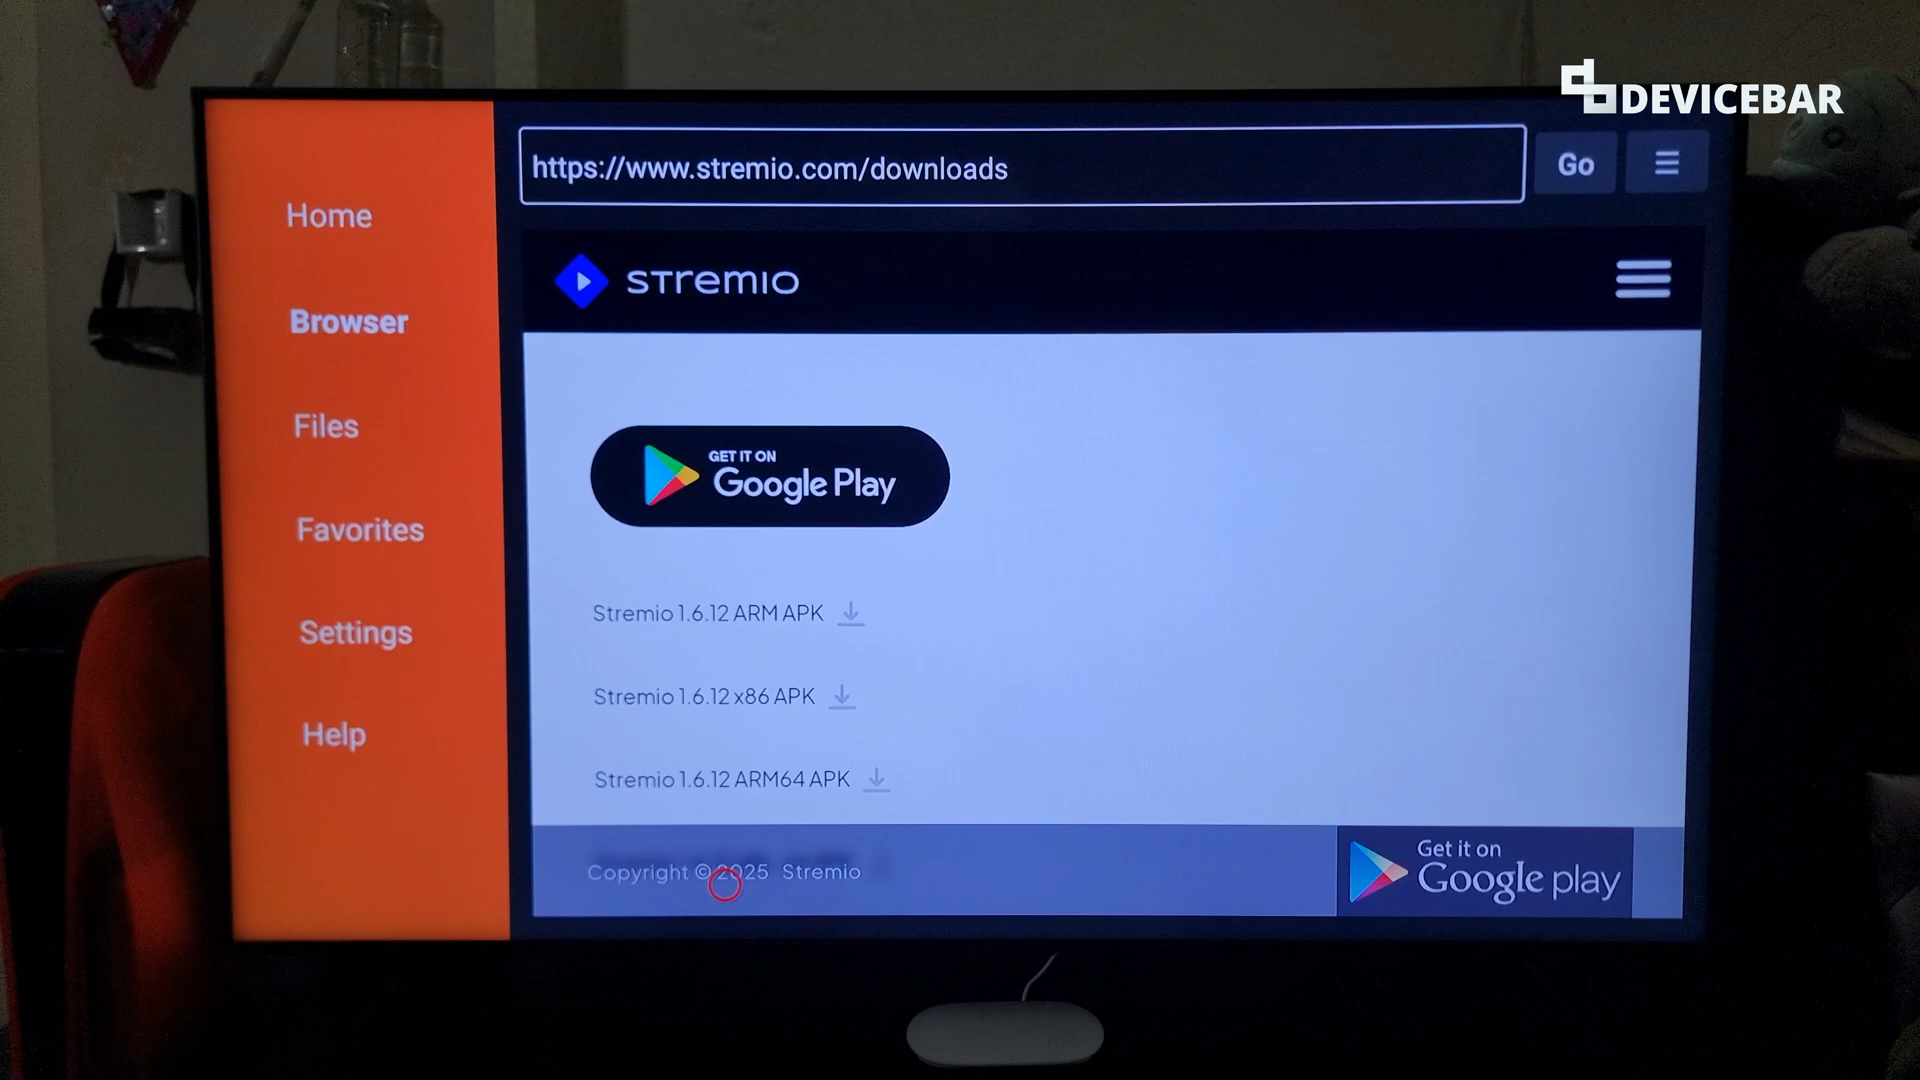 DEVICEBAR
https://www.stremio.com/downloads
Go
Home
Browser
Files
Favorites
Settings
Help
stremio
GET IT ON
Google Play
Stremio 1.6.12 ARM APK
Stremio 1.6.12 x86 APK
Stremio 1.6.12 ARM64 APK
Copyright © 2025 Stremio
Get it on
Google play